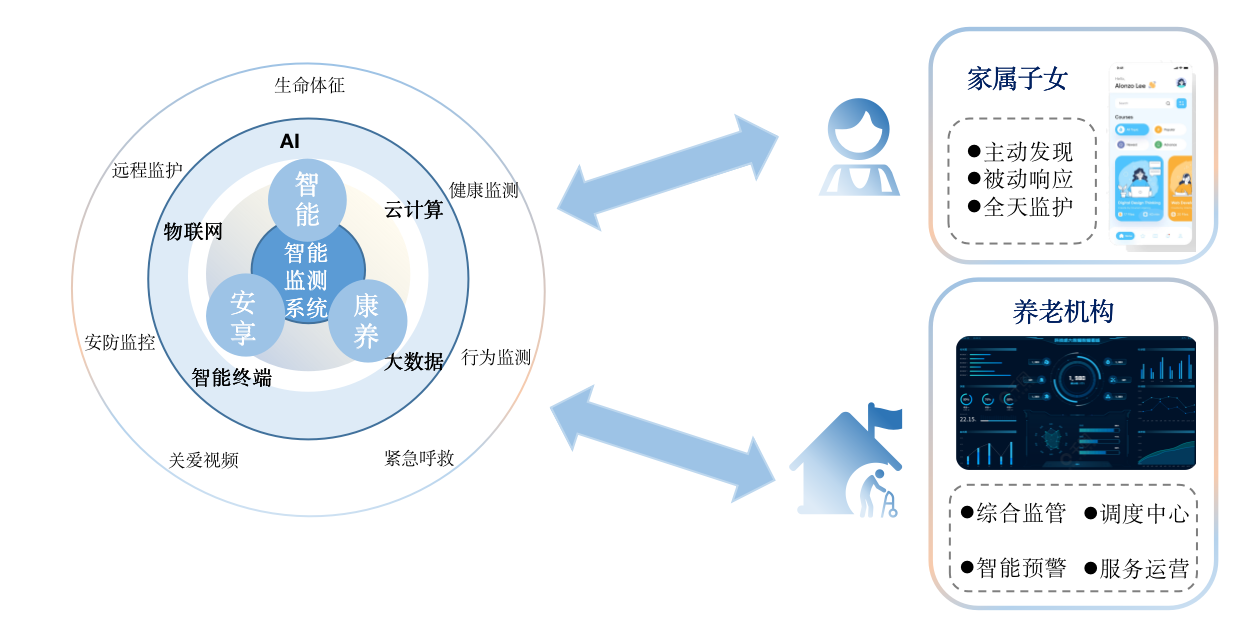 生命体征
远程监护
健康监测
安防监控
行为监测
关爱视频
紧急呼救
AI
物联网
云计算
智能终端
大数据
智
能
安
享
康
养
智能
监测
系统
家属子女
●主动发现
●被动响应
●全天监护
Alonzo Lee
Courses
养老机构
22.15.
●综合监管 ●调度中心
●智能预警 ●服务运营